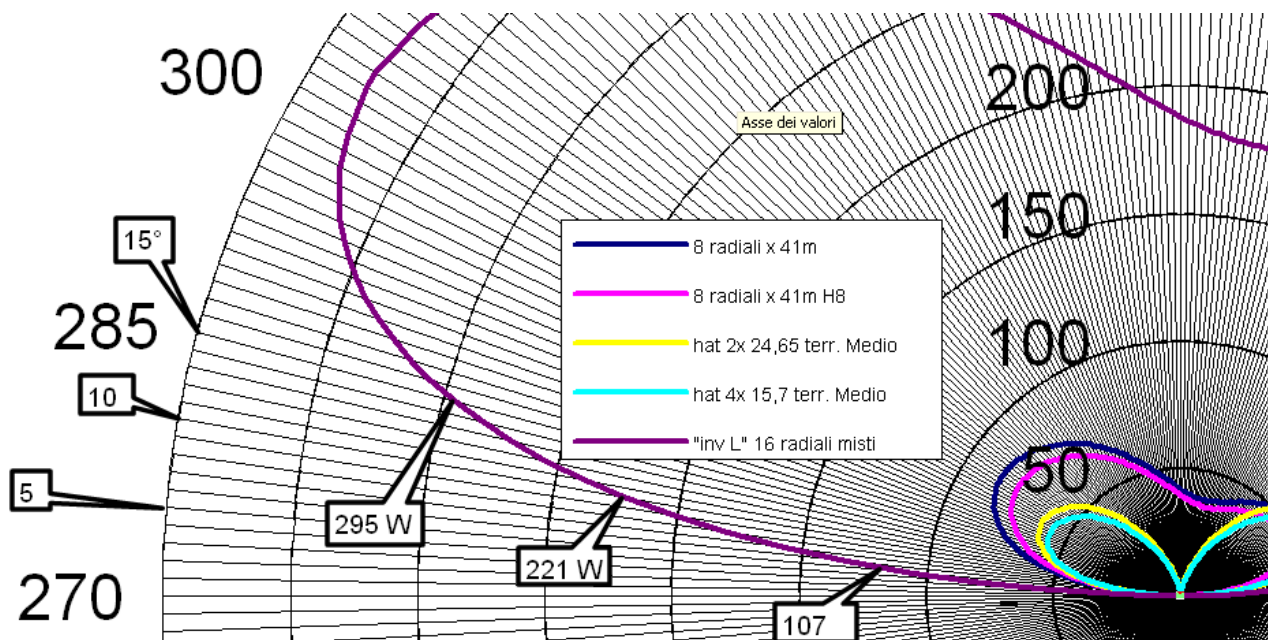 300
200
Asse dei valori
150
15°
8 radiali x 41m
8 radiali x 41m H8
285
hat 2x 24,65 terr. Medio
100
10
hat 4x 15,7 terr. Medio
"inv L" 16 radiali misti
50
5
295 W
221 W
270
-
107